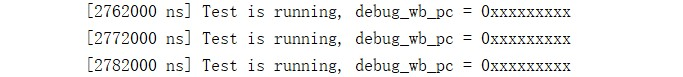 [2762000 ns] Test is running, debug_wb_pc = 0xxxxxxxxx
[2772000 ns] Test is running, debug_wb_pc = 0xxxxxxxxx
[2782000 ns] Test is running, debug_wb_pc = 0xxxxxxxxx